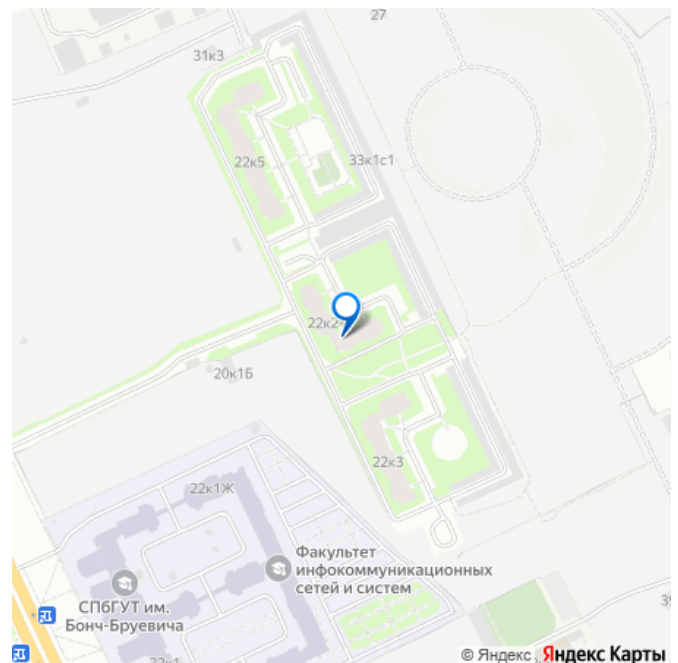 27
31к3
22к5
33к1с1
22к2
20к1Б
22к3
22к1Ж
Факультет
инфокоммуникационных
сетей и систем
СПбГУТ им.
Бонч-Бруевича
22к1
© Яндекс Яндекс Карты